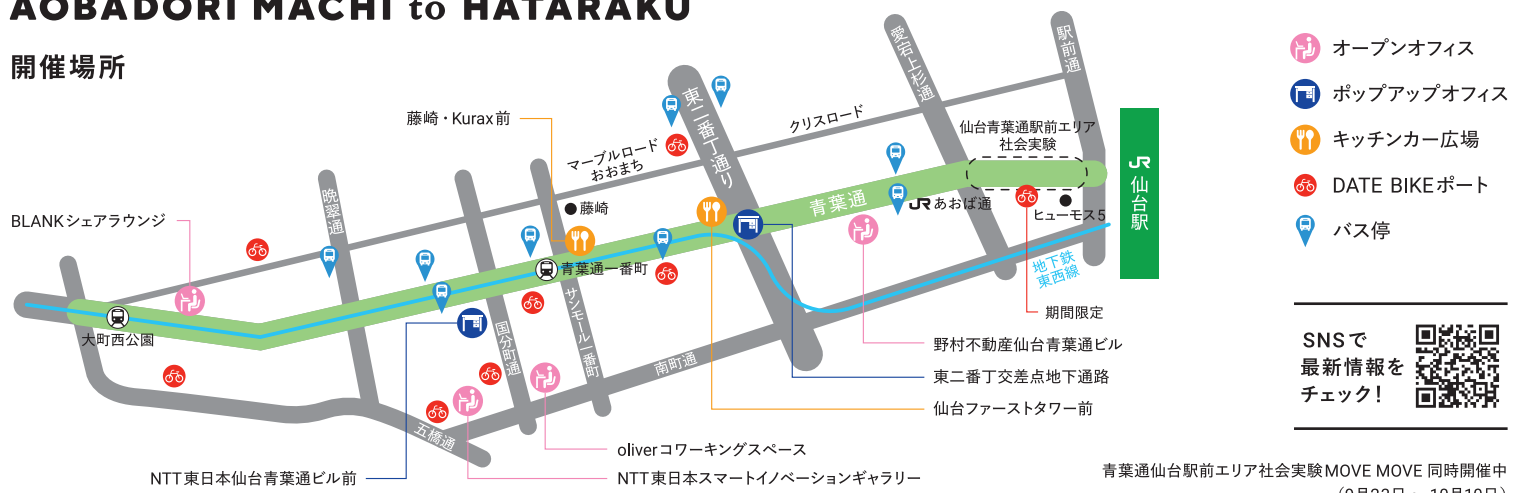 AOBADORI MACHI to HATARAKU
開催場所
藤崎・Kurax前
マーブルロード
おおまち
クリスロード
東二番丁通り
愛宕上杉通
駅前通
仙台青葉通駅前エリア
社会実験
JR仙台駅
晩翠通
藤崎
青葉通
JRあおば通
ヒューモス5
BLANKシェアラウンジ
青葉通一番町
地下鉄
東西線
大町西公園
国分町通
サンモール一番町
南町通
五橋通
期間限定
野村不動産仙台青葉通ビル
東二番丁交差点地下通路
仙台ファーストタワー前
oliverコワーキングスペース
NTT東日本仙台青葉通ビル前
NTT東日本スマートイノベーションギャラリー
オープンオフィス
ポップアップオフィス
キッチンカー広場
DATE BIKEポート
バス停
SNSで
最新情報を
チェック!
青葉通仙台駅前エリア社会実験MOVE MOVE 同時開催中